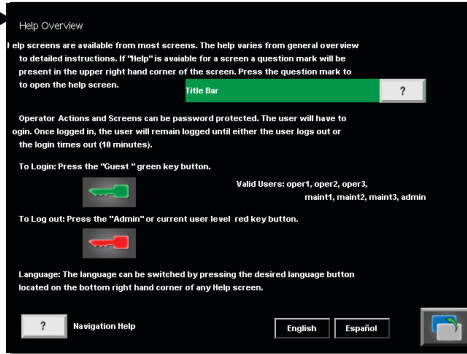 Help Overview
elp screens are available from most screens. The help varies from general overview
to detailed instructions. If "Help" is avaiable for a screen a question mark will be
present in the upper right hand corner of the screen. Press the question mark to
to open the help screen.
Title Bar ?
Operator Actions and Screens can be password protected. The user will have to
ogin. Once logged in, the user will remain logged until either the user logs out or
the login times out (10 minutes).
To Login: Press the "Guest " green key button.
Valid Users: oper1, oper2, oper3,
maint1, maint2, maint3, admin
To Log out: Press the "Admin" or current user level red key button.
Language: The language can be switched by pressing the desired language button
located on the bottom right hand corner of any Help screen.
? Navigation Help English Español